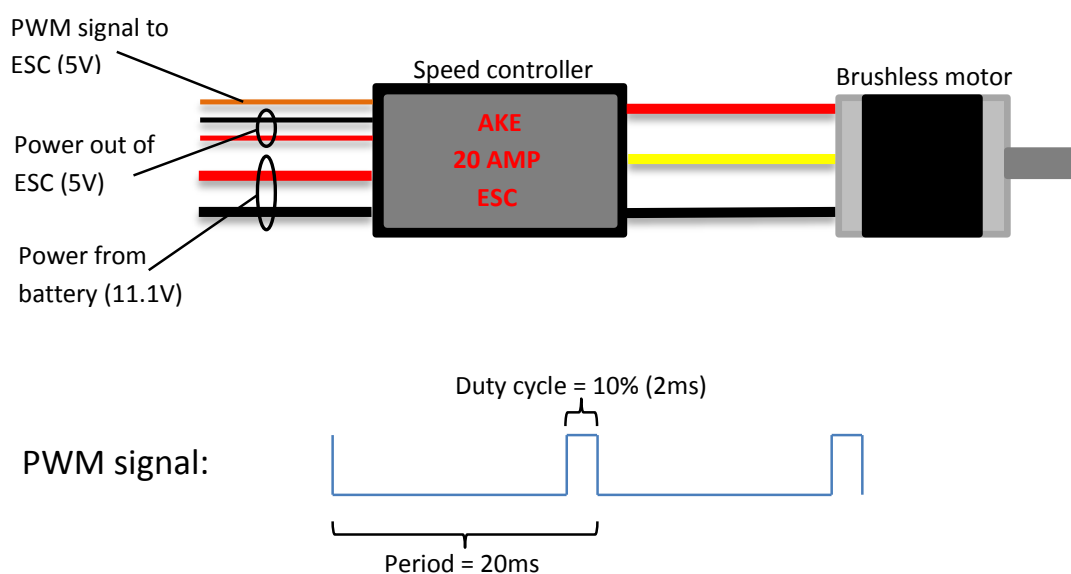 PWM signal to
ESC (5V)
Speed controller
Brushless motor
Power out of
ESC (5V)
AKE
20 AMP
ESC
Power from
battery (11.1V)
Duty cycle = 10% (2ms)
PWM signal:
Period = 20ms